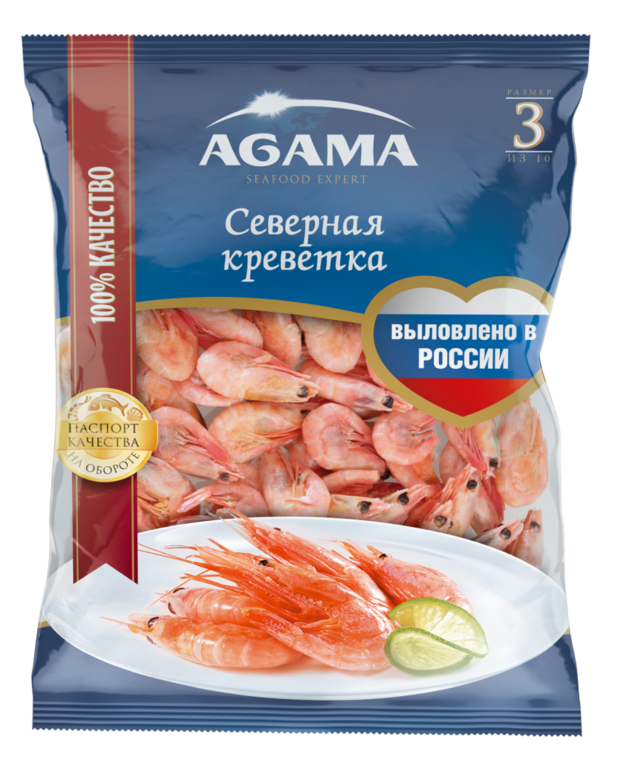 РАЗМЕР
3
ИЗ 10
AGAMA
SEAFOOD EXPERT
Северная
креветка
100% КАЧЕСТВО
ВЫЛОВЛЕНО В
РОССИИ
ПАСПОРТ
КАЧЕСТВА
НА ОБОРОТЕ